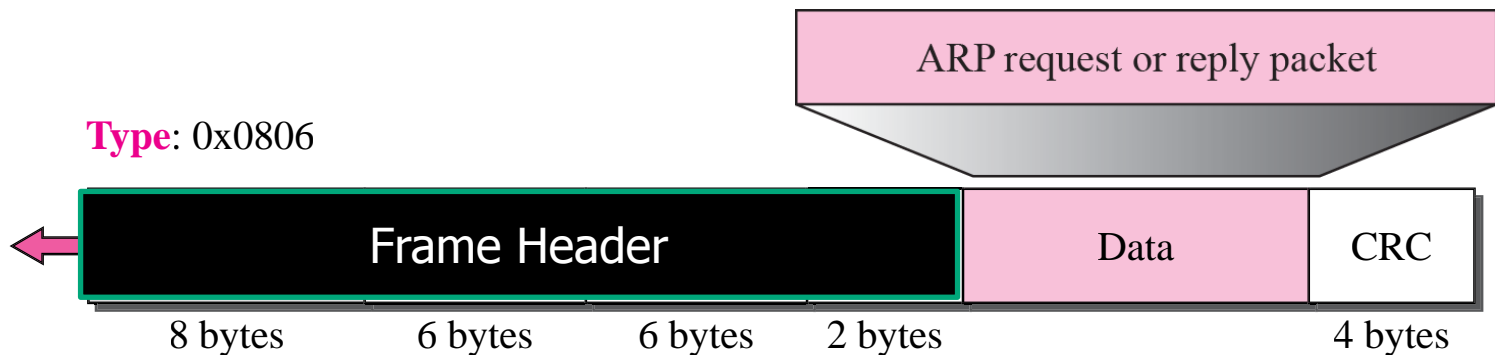 ARP request or reply packet
Type: 0x0806
Frame Header
Data
CRC
8 bytes
6 bytes
6 bytes
2 bytes
4 bytes